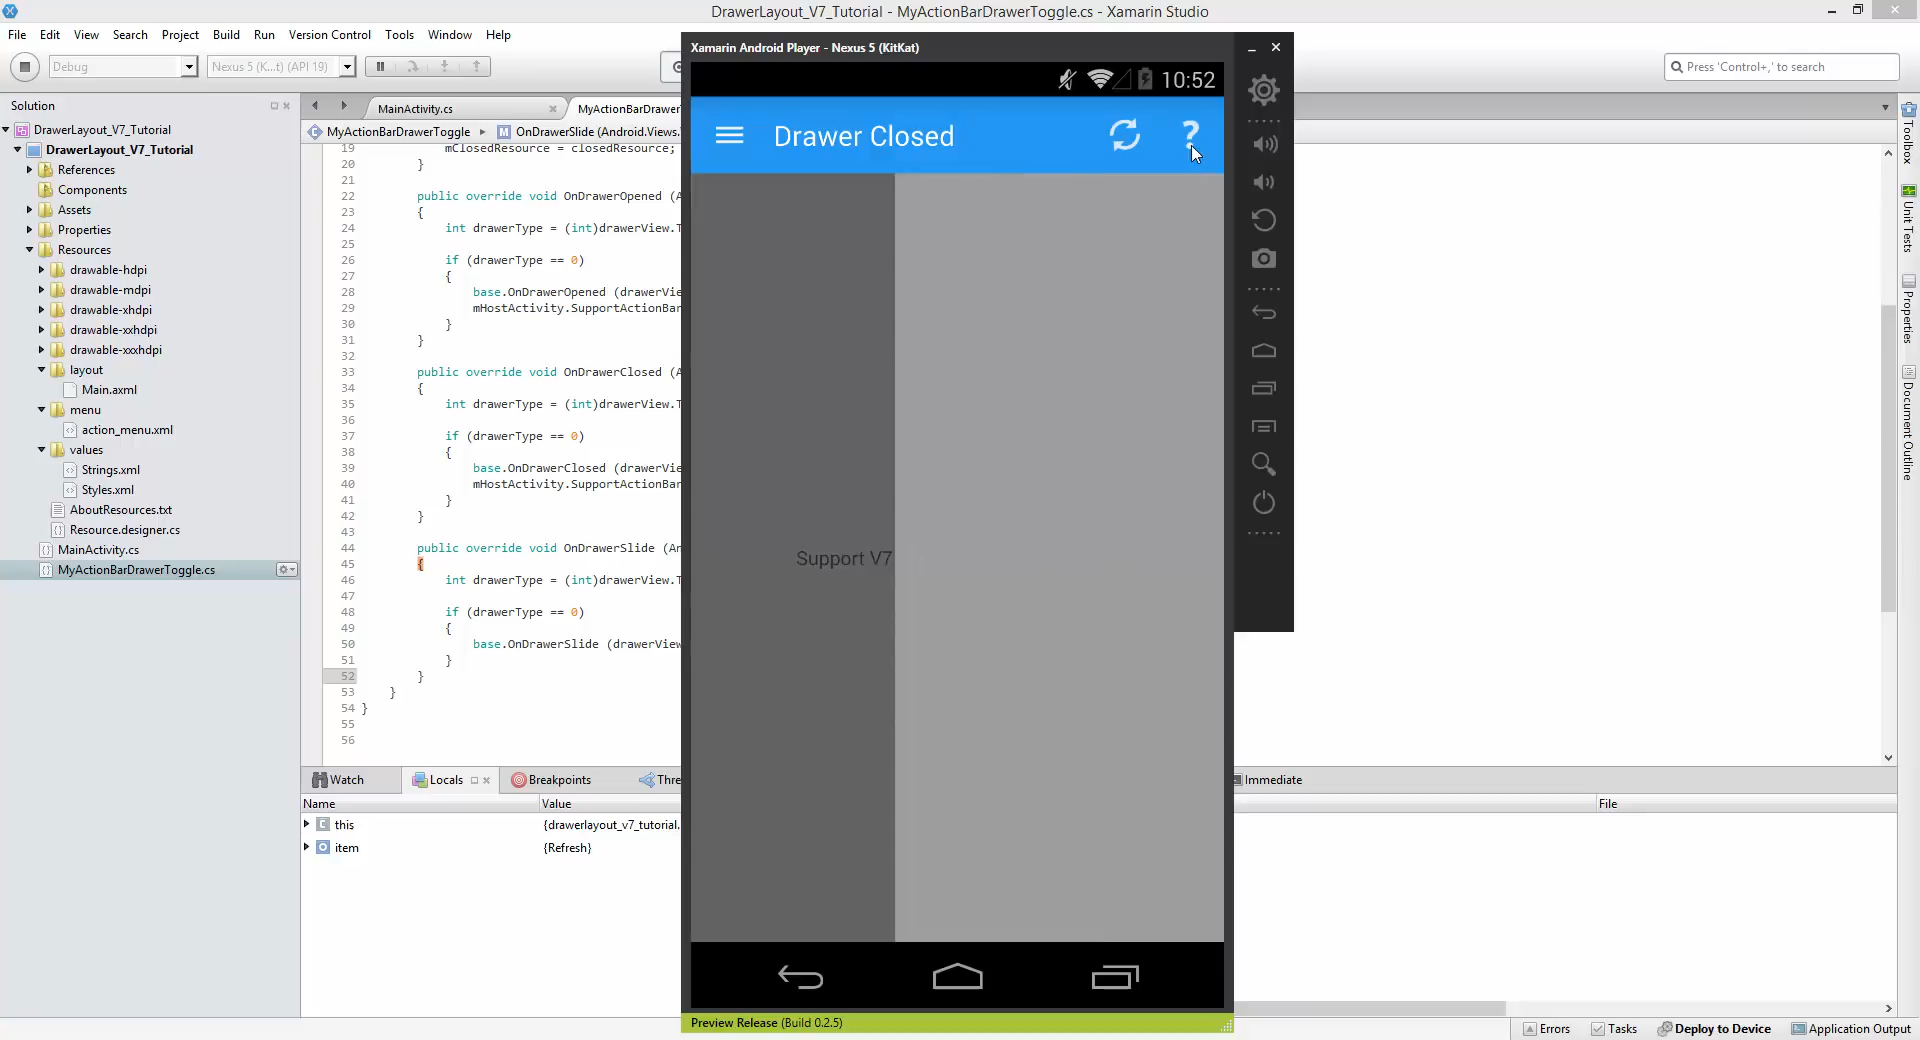 DrawerLayout_V7_Tutorial - MyActionBarDrawerToggle.cs - Xamarin Studio
File Edit View Search Project Build Run Version Control Tools Window Help
Debug
Nexus 5 (K...t) (API 19)
Press 'Control+,' to search
Solution
DrawerLayout_V7_Tutorial
DrawerLayout_V7_Tutorial
References
Components
Assets
Properties
Resources
drawable-hdpi
drawable-mdpi
drawable-xhdpi
drawable-xxhdpi
drawable-xxxhdpi
layout
Main.axml
menu
action_menu.xml
values
Strings.xml
Styles.xml
AboutResources.txt
Resource.designer.cs
MainActivity.cs
MyActionBarDrawerToggle.cs
MainActivity.cs
MyActionBarDrawer
MyActionBarDrawerToggle
OnDrawerSlide (Android.Views.
19 mClosedResource = closedResource;
20 }
21
22 public override void OnDrawerOpened (A
23 {
24 int drawerType = (int)drawerView.T
25
26 if (drawerType == 0)
27 {
28 base.OnDrawerOpened (drawerVie
29 mHostActivity.SupportActionBar
30 }
31 }
32
33 public override void OnDrawerClosed (A
34 {
35 int drawerType = (int)drawerView.T
36
37 if (drawerType == 0)
38 {
39 base.OnDrawerClosed (drawerVie
40 mHostActivity.SupportActionBar
41 }
42 }
43
44 public override void OnDrawerSlide (An
45 {
46 int drawerType = (int)drawerView.T
47
48 if (drawerType == 0)
49 {
50 base.OnDrawerSlide (drawerView
51 }
52 }
53 }
54 }
55
56
Xamarin Android Player - Nexus 5 (KitKat)
10:52
Drawer Closed
?
Support V7
Preview Release (Build 0.2.5)
Toolbox
Unit Tests
Properties
Document Outline
Watch
Locals
Breakpoints
Thre
Immediate
Name
Value
File
this
{drawerlayout_v7_tutorial.
item
{Refresh}
Errors
Tasks
Deploy to Device
Application Output